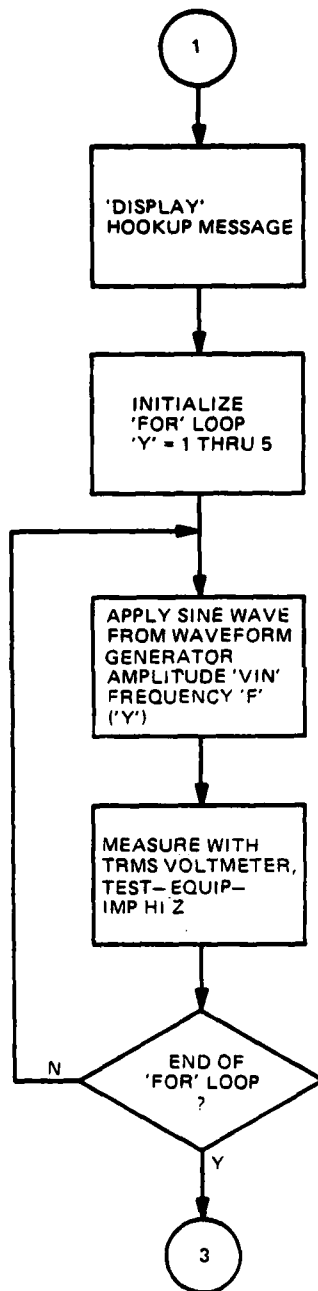 1
'DISPLAY'
HOOKUP MESSAGE
INITIALIZE
'FOR' LOOP
'Y' = 1 THRU 5
APPLY SINE WAVE
FROM WAVEFORM
GENERATOR
AMPLITUDE 'VIN'
FREQUENCY 'F'
('Y')
MEASURE WITH
TRMS VOLTMETER,
TEST-EQUIP-
IMP HI Z
END OF
'FOR' LOOP
?
N
Y
3